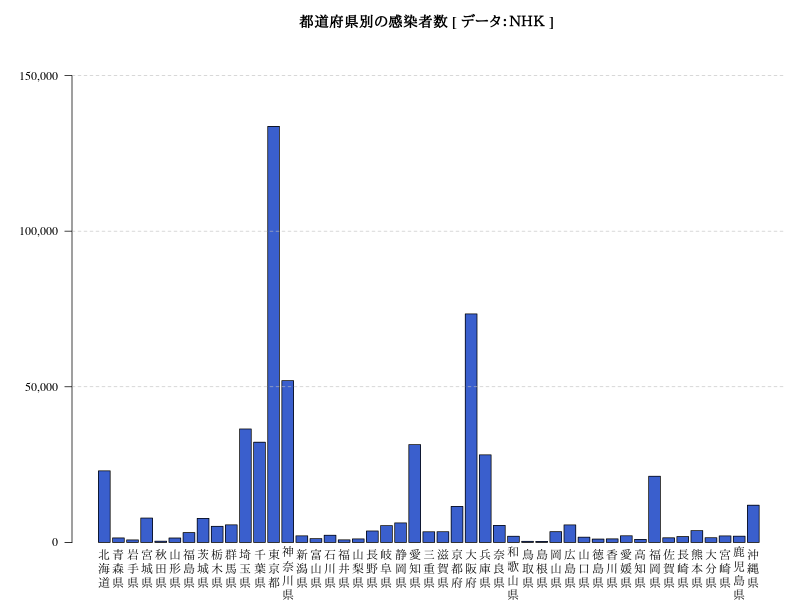 都道府県別の感染者数 [ データ：NHK ]
150,000
100,000
50,000
0
北海道
青森県
岩手県
宮城県
秋田県
山形県
福島県
茨城県
栃木県
群馬県
埼玉県
千葉県
東京都
神奈川県
新潟県
富山県
石川県
福井県
山梨県
長野県
岐阜県
静岡県
愛知県
三重県
滋賀県
京都府
大阪府
兵庫県
奈良県
和歌山県
鳥取県
島根県
岡山県
広島県
山口県
徳島県
香川県
愛媛県
高知県
福岡県
佐賀県
長崎県
熊本県
大分県
宮崎県
鹿児島県
沖縄県